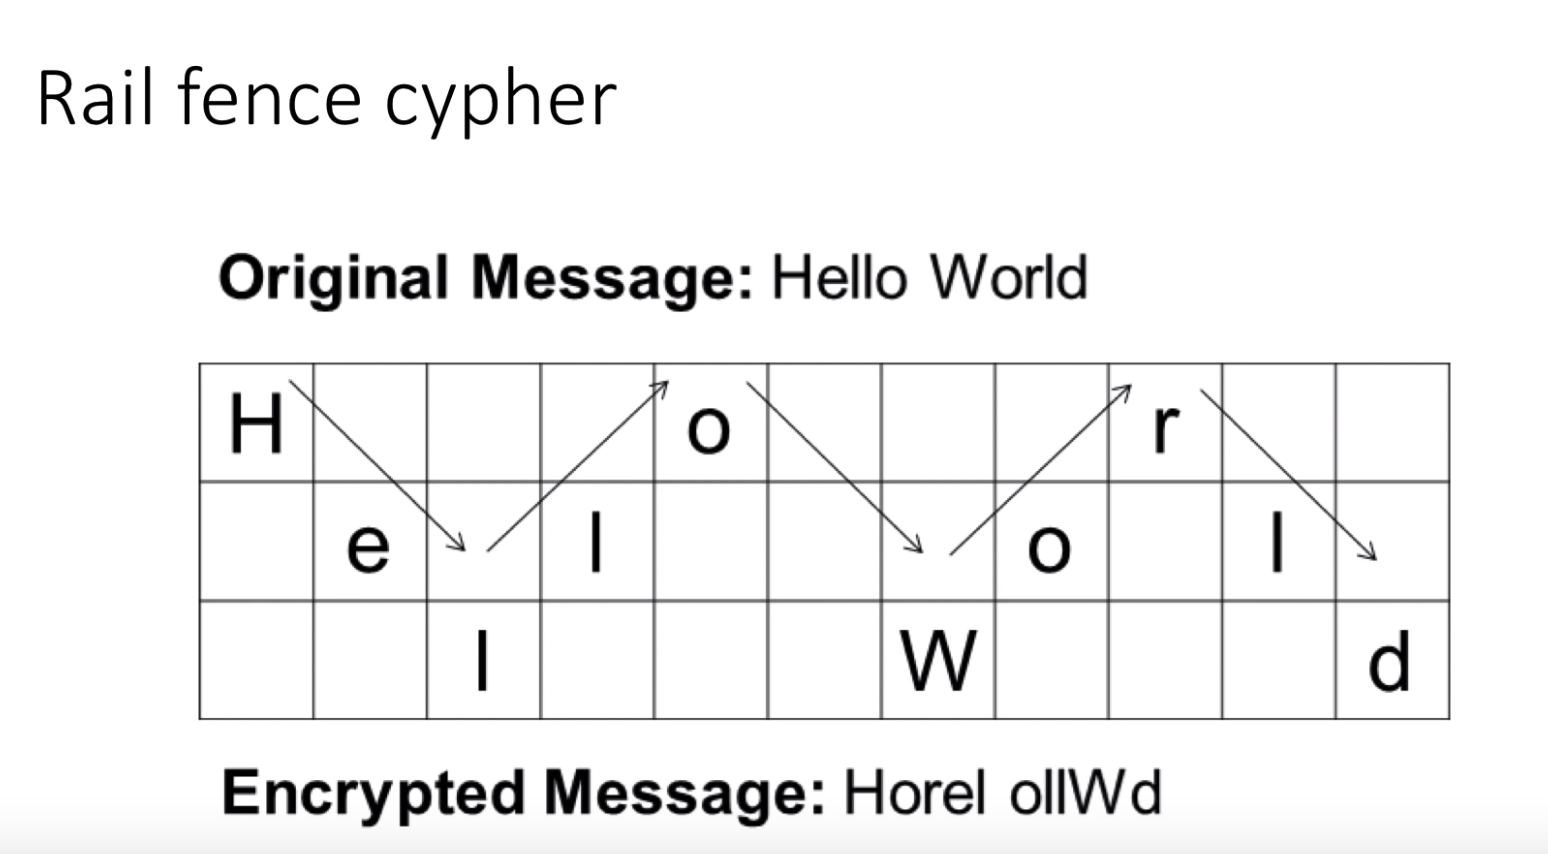 Rail fence cypher
Original Message: Hello World
H o r
e l o l
l W d
Encrypted Message: Horel ollWd